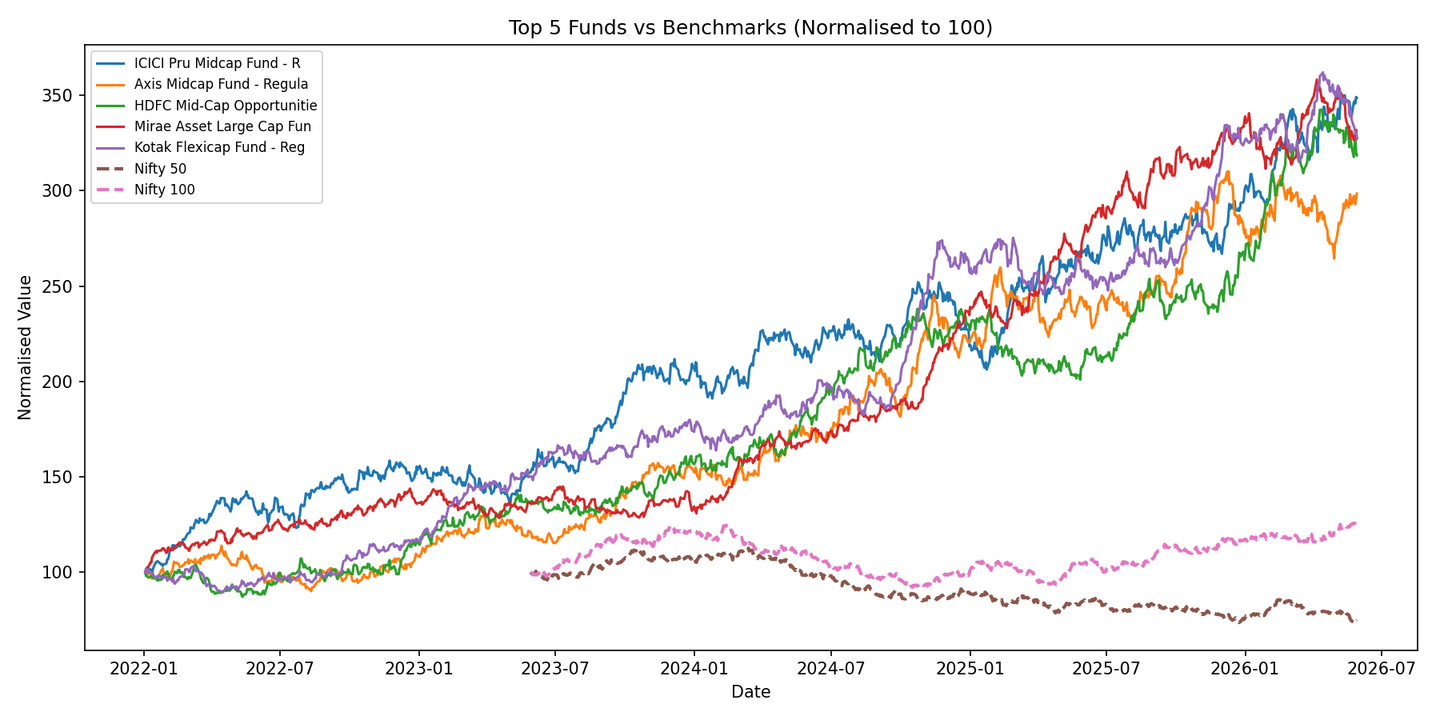 Top 5 Funds vs Benchmarks (Normalised to 100)
ICICI Pru Midcap Fund - R
Axis Midcap Fund - Regula
HDFC Mid-Cap Opportunitie
Mirae Asset Large Cap Fun
Kotak Flexicap Fund - Reg
Nifty 50
Nifty 100
Normalised Value
350
300
250
200
150
100
2022-01
2022-07
2023-01
2023-07
2024-01
2024-07
2025-01
2025-07
2026-01
2026-07
Date